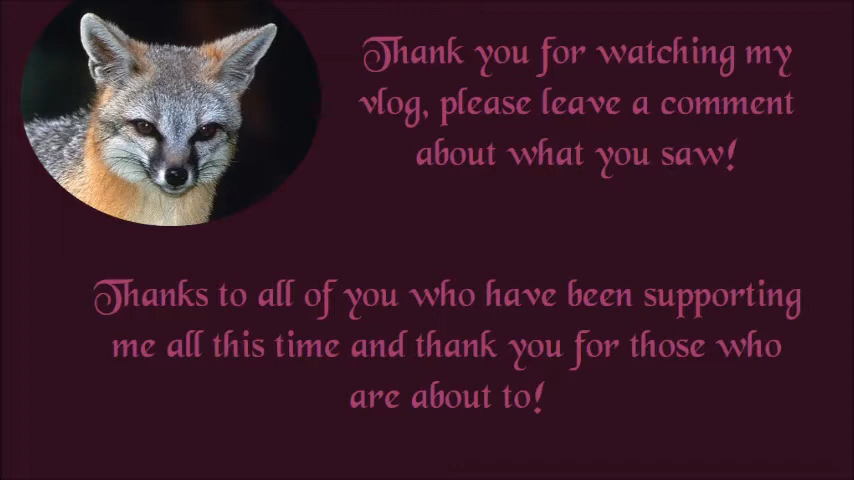 Thank you for watching my
vlog, please leave a comment
about what you saw!
Thanks to all of you who have been supporting
me all this time and thank you for those who
are about to!